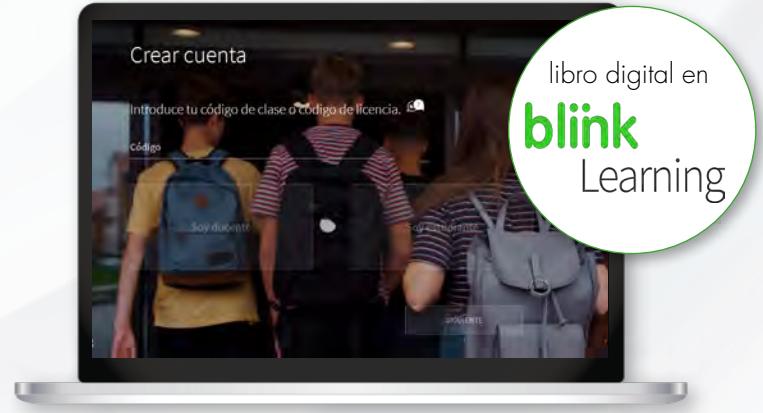 Crear cuenta
Introduce tu código de clase o código de licencia.
Código
Soy docente
Soy estudiante
SIGUIENTE
libro digital en
blink
Learning